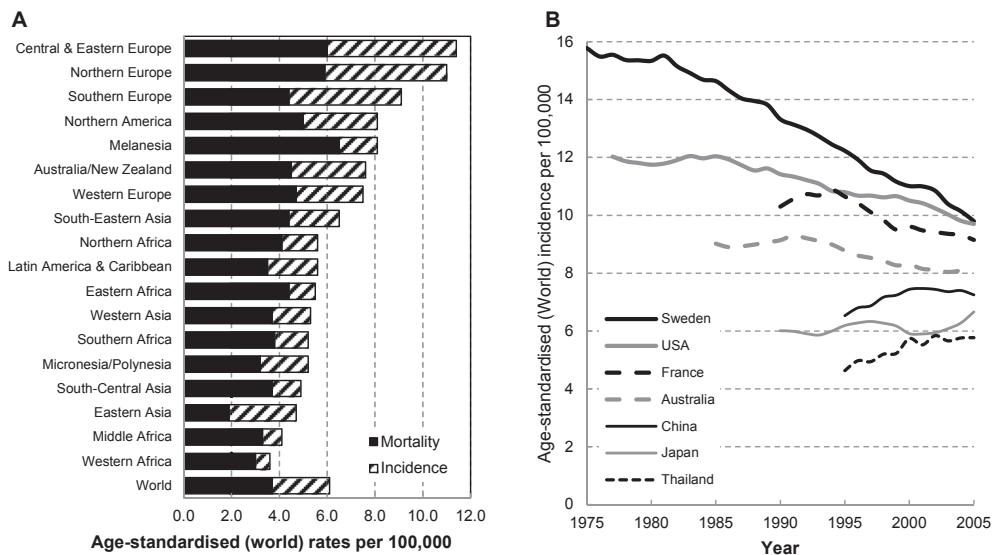 A
Central & Eastern Europe
Northern Europe
Southern Europe
Northern America
Melanesia
Australia/New Zealand
Western Europe
South-Eastern Asia
Northern Africa
Latin America & Caribbean
Eastern Africa
Western Asia
Southern Africa
Micronesia/Polynesia
South-Central Asia
Eastern Asia
Middle Africa
Western Africa
World
Mortality
Incidence
0.0 2.0 4.0 6.0 8.0 10.0 12.0
Age-standardised (world) rates per 100,000
B
Age-standardised (World) incidence per 100,000
16
14
12
10
8
6
4
2
0
Sweden
USA
France
Australia
China
Japan
Thailand
1975 1980 1985 1990 1995 2000 2005
Year